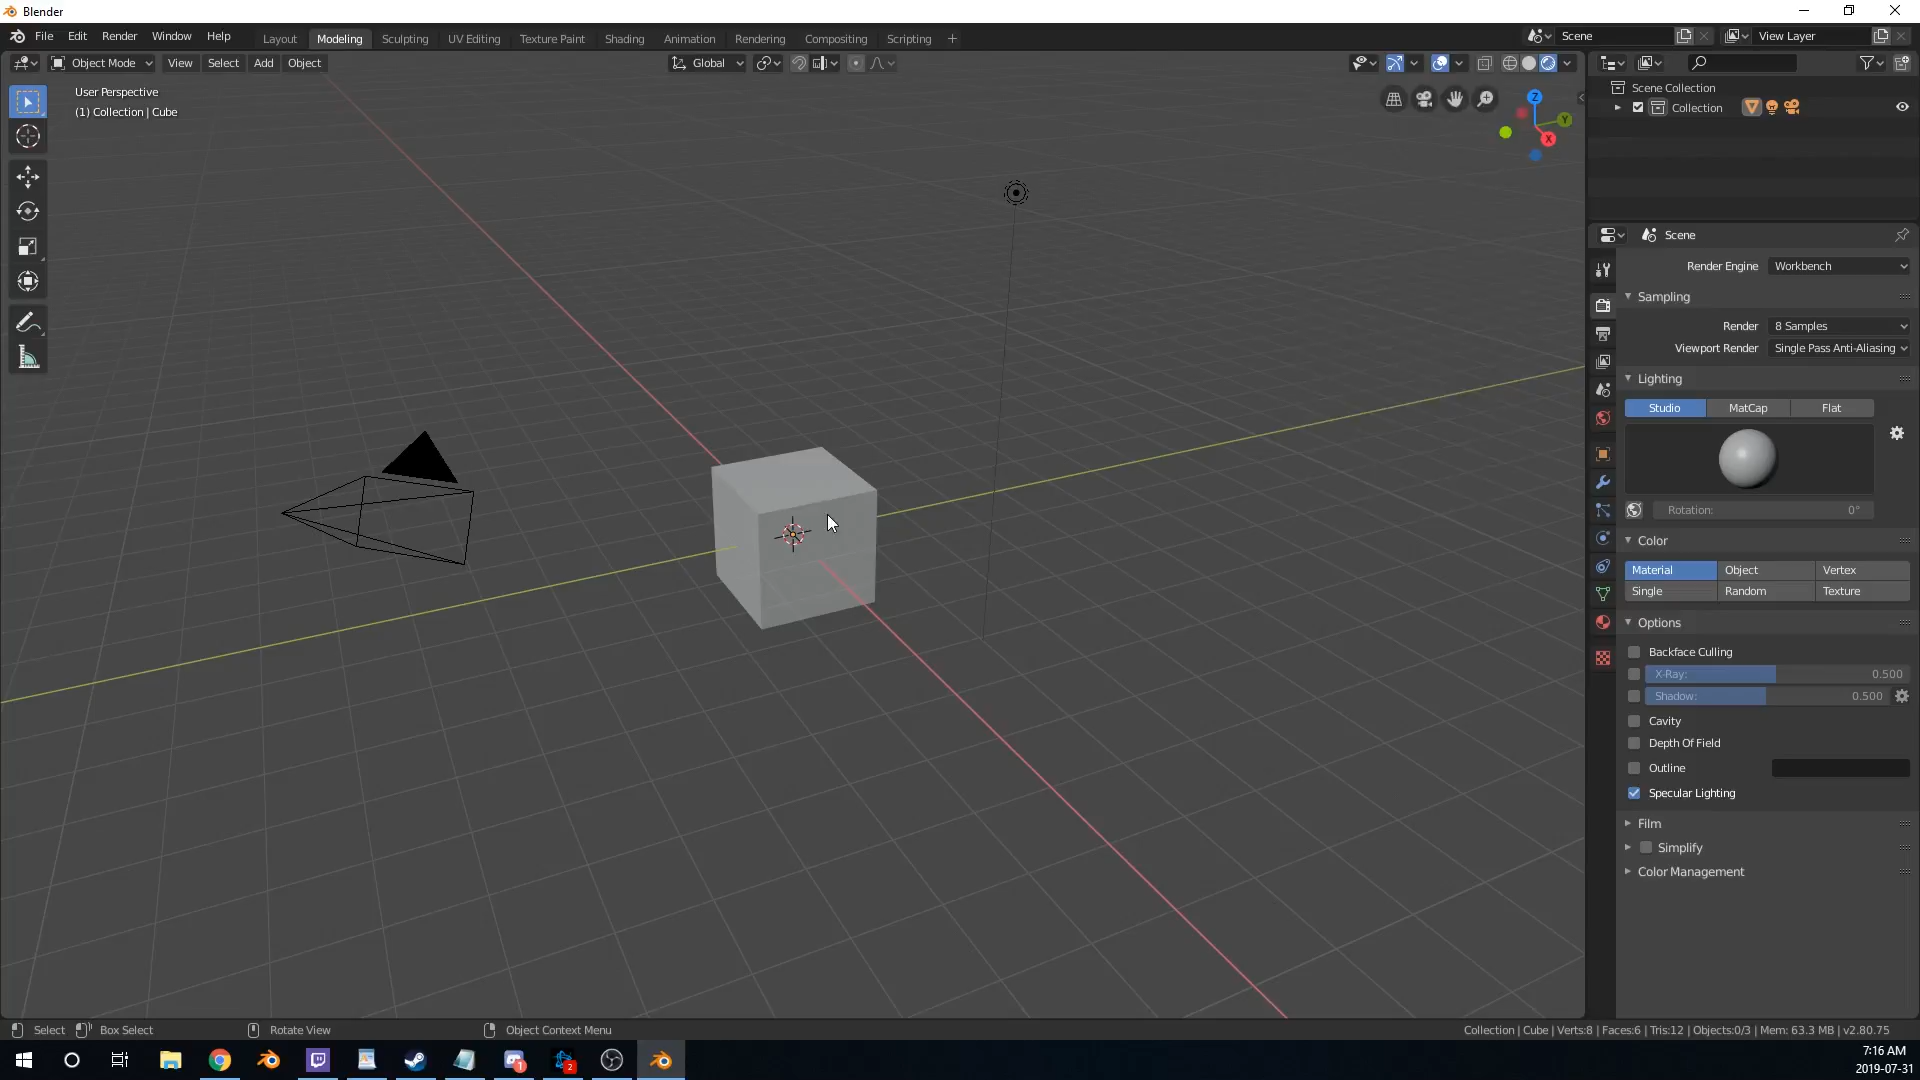 Blender
File Edit Render Window Help
Layout Modeling Sculpting UV Editing Texture Paint Shading Animation Rendering Compositing Scripting +
Scene
View Layer
Object Mode View Select Add Object
Global
User Perspective
(1) Collection | Cube
Z
Y
X
Scene Collection
Collection
Scene
Render Engine Workbench
Sampling
Render 8 Samples
Viewport Render Single Pass Anti-Aliasing
Lighting
Studio MatCap Flat
Rotation: 0°
Color
Material Object Vertex
Single Random Texture
Options
Backface Culling
X-Ray: 0.500
Shadow: 0.500
Cavity
Depth Of Field
Outline
Specular Lighting
Film
Simplify
Color Management
Select Box Select Rotate View Object Context Menu
Collection | Cube | Verts:8 | Faces:6 | Tris:12 | Objects:0/3 | Mem: 63.3 MB | v2.80.75
1
2
7:16 AM
2019-07-31